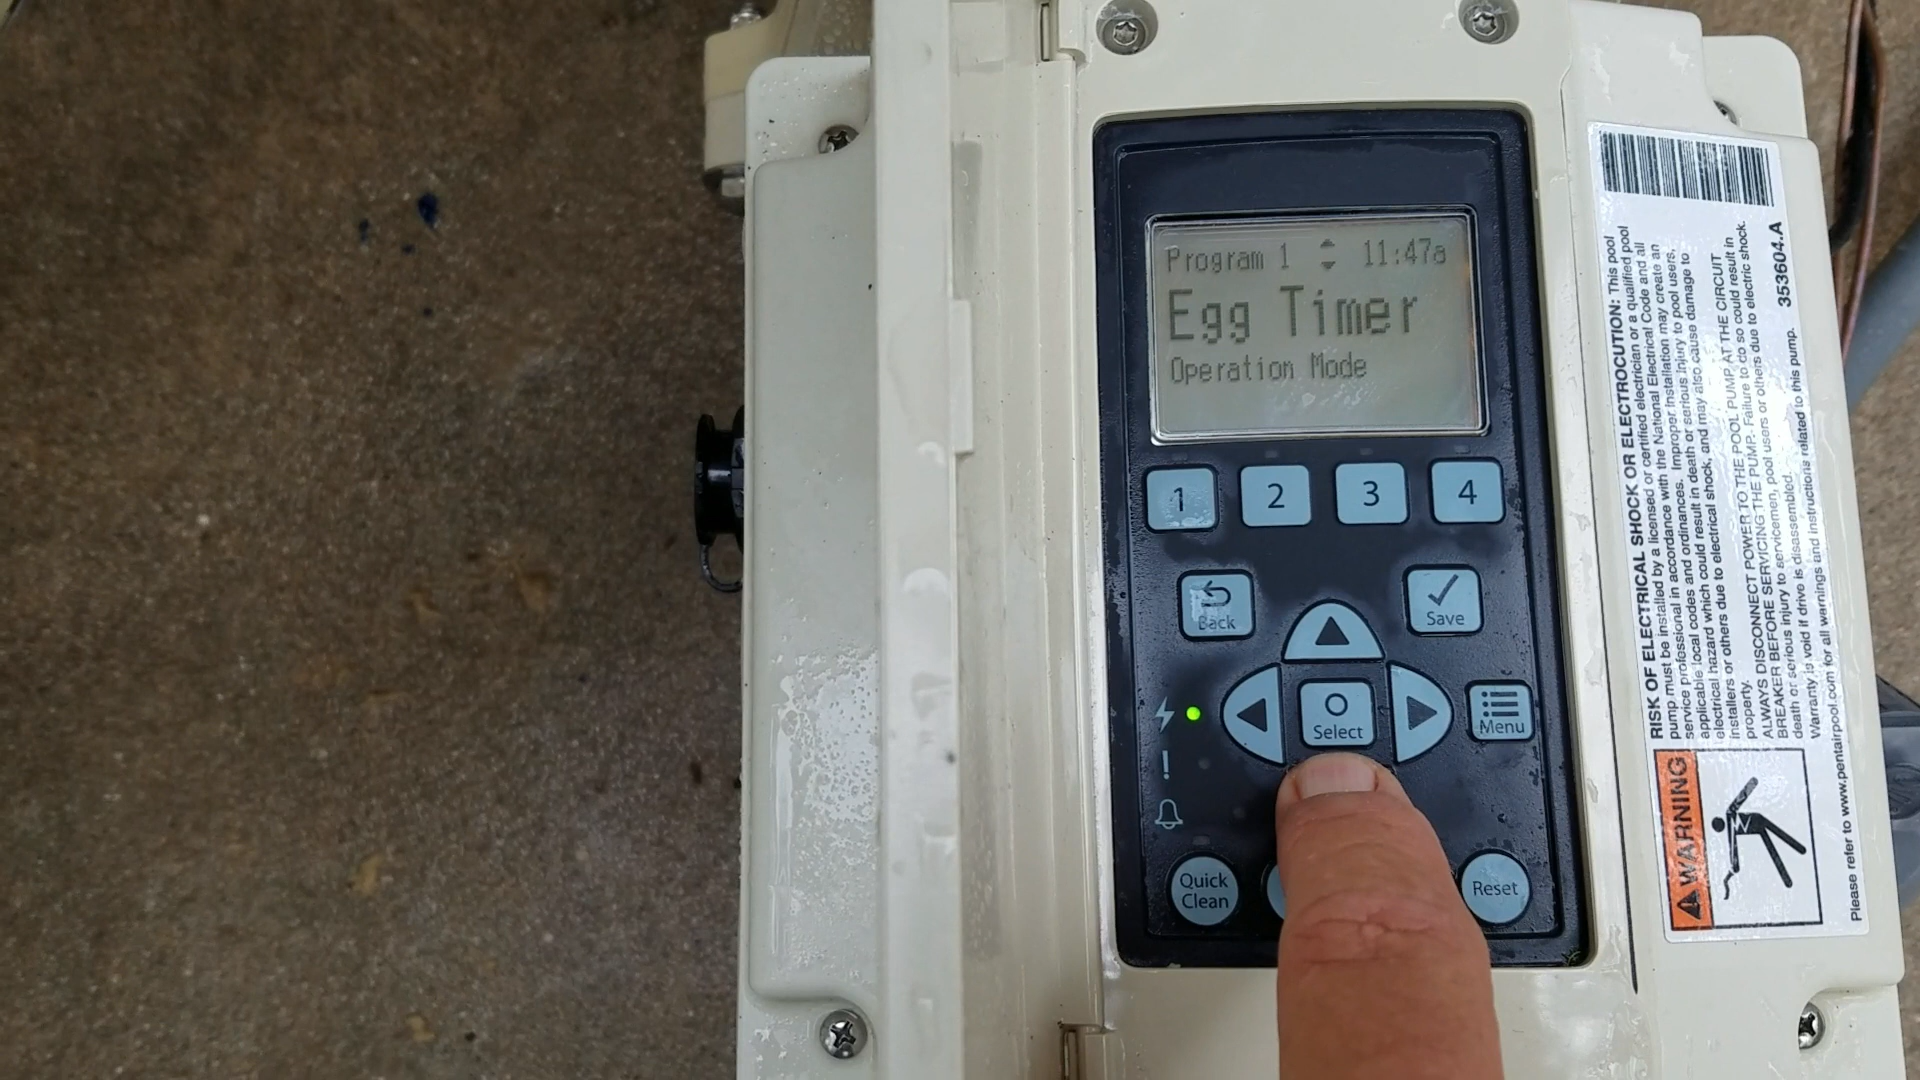 Program 1 11:47a
Egg Timer
Operation Mode
1 2 3 4
Back
Save
Select
Menu
Quick
Clean
Reset
RISK OF ELECTRICAL SHOCK OR ELECTROCUTION: This pool
pump must be installed by a licensed or certified electrician or a qualified pool
service professional in accordance with the National Electrical Code and all
applicable local codes and ordinances. Improper installation may create an
electrical hazard which could result in death or serious injury to pool users,
installers or others due to electrical shock, and may also cause damage to
property.
ALWAYS DISCONNECT POWER TO THE POOL PUMP AT THE CIRCUIT
BREAKER BEFORE SERVICING THE PUMP. Failure to do so could result in
death or serious injury to servicemen, pool users or others due to electric shock.
Warranty is void if drive is disassembled.
Please refer to www.pentairpool.com for all warnings and instructions related to this pump.
353604.A
WARNING